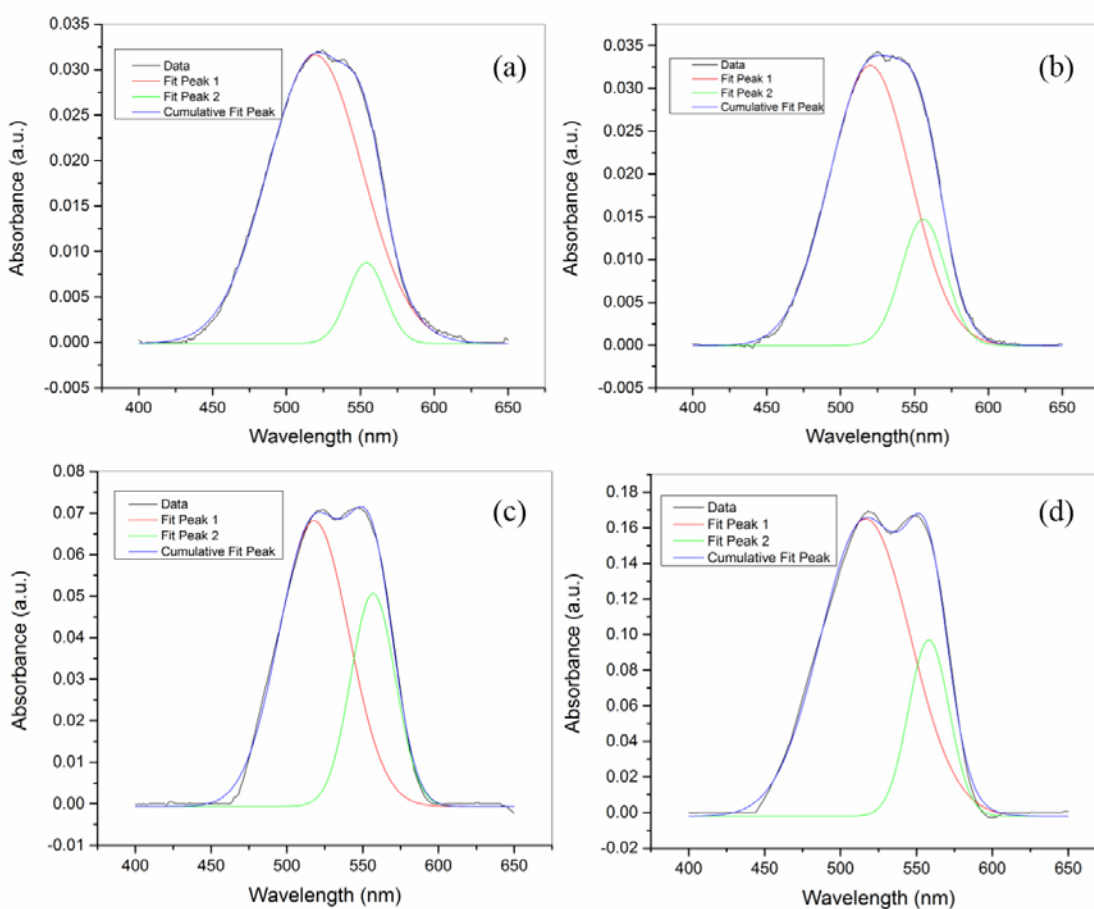 (a)
Data
Fit Peak 1
Fit Peak 2
Cumulative Fit Peak
Absorbance (a.u.)
0.035
0.030
0.025
0.020
0.015
0.010
0.005
0.000
-0.005
400 450 500 550 600 650
Wavelength (nm)
(b)
Data
Fit Peak 1
Fit Peak 2
Cumulative Fit Peak
Absorbance (a.u.)
0.035
0.030
0.025
0.020
0.015
0.010
0.005
0.000
-0.005
400 450 500 550 600 650
Wavelength(nm)
(c)
Data
Fit Peak 1
Fit Peak 2
Cumulative Fit Peak
Absorbance (a.u.)
0.08
0.07
0.06
0.05
0.04
0.03
0.02
0.01
0.00
-0.01
400 450 500 550 600 650
Wavelength (nm)
(d)
Data
Fit Peak 1
Fit Peak 2
Cumulative Fit Peak
Absorbance (a.u.)
0.18
0.16
0.14
0.12
0.10
0.08
0.06
0.04
0.02
0.00
-0.02
400 450 500 550 600 650
Wavelength (nm)